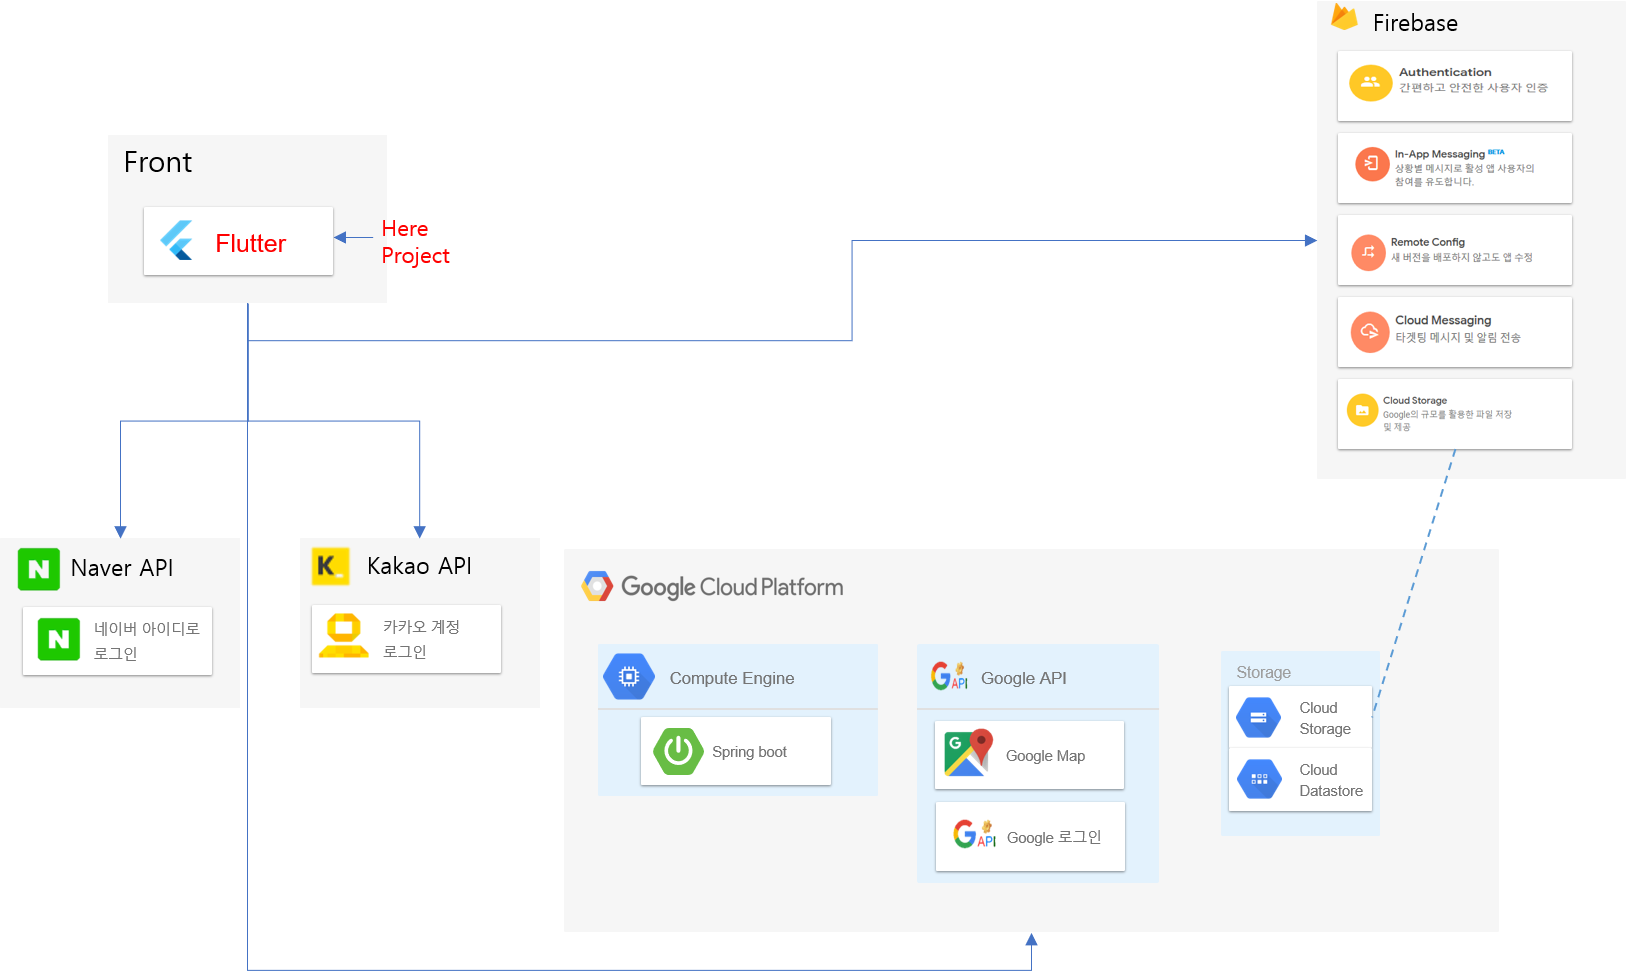 Firebase
Authentication
간편하고 안전한 사용자 인증
In-App Messaging BETA
상황별 메시지로 활성 앱 사용자의
참여를 유도합니다.
Remote Config
새 버전을 배포하지 않고도 앱 수정
Cloud Messaging
타겟팅 메시지 및 알림 전송
Cloud Storage
Google의 규모를 활용한 파일 저장
및 제공
Front
Flutter
Here
Project
N
Naver API
N
네이버 아이디로
로그인
K
Kakao API
카카오 계정
로그인
Google Cloud Platform
Compute Engine
Spring boot
G API
Google API
G
Google Map
G API
Google 로그인
Storage
Cloud
Storage
Cloud
Datastore